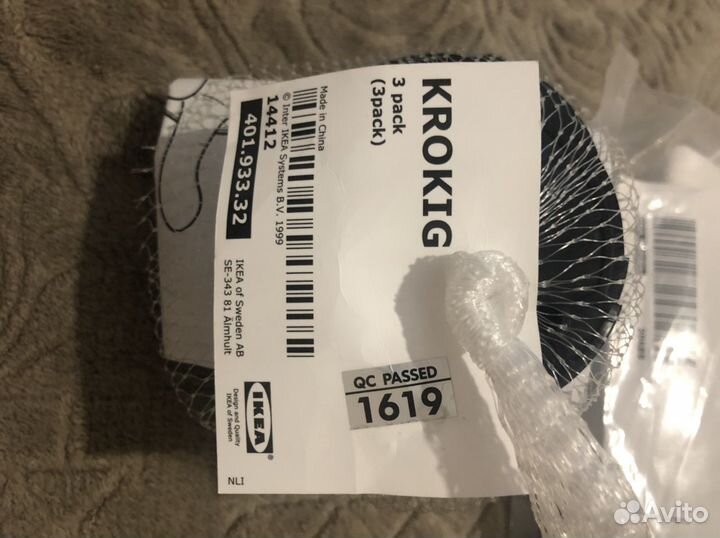 KROKIG
3 pack
(3pack)
Made in China
© Inter IKEA Systems B.V. 1999
14412
401.933.32
IKEA of Sweden AB
SE-343 81 Älmhult
QC PASSED
1619
IKEA®
Design and Quality
IKEA of Sweden
NLI
Avito